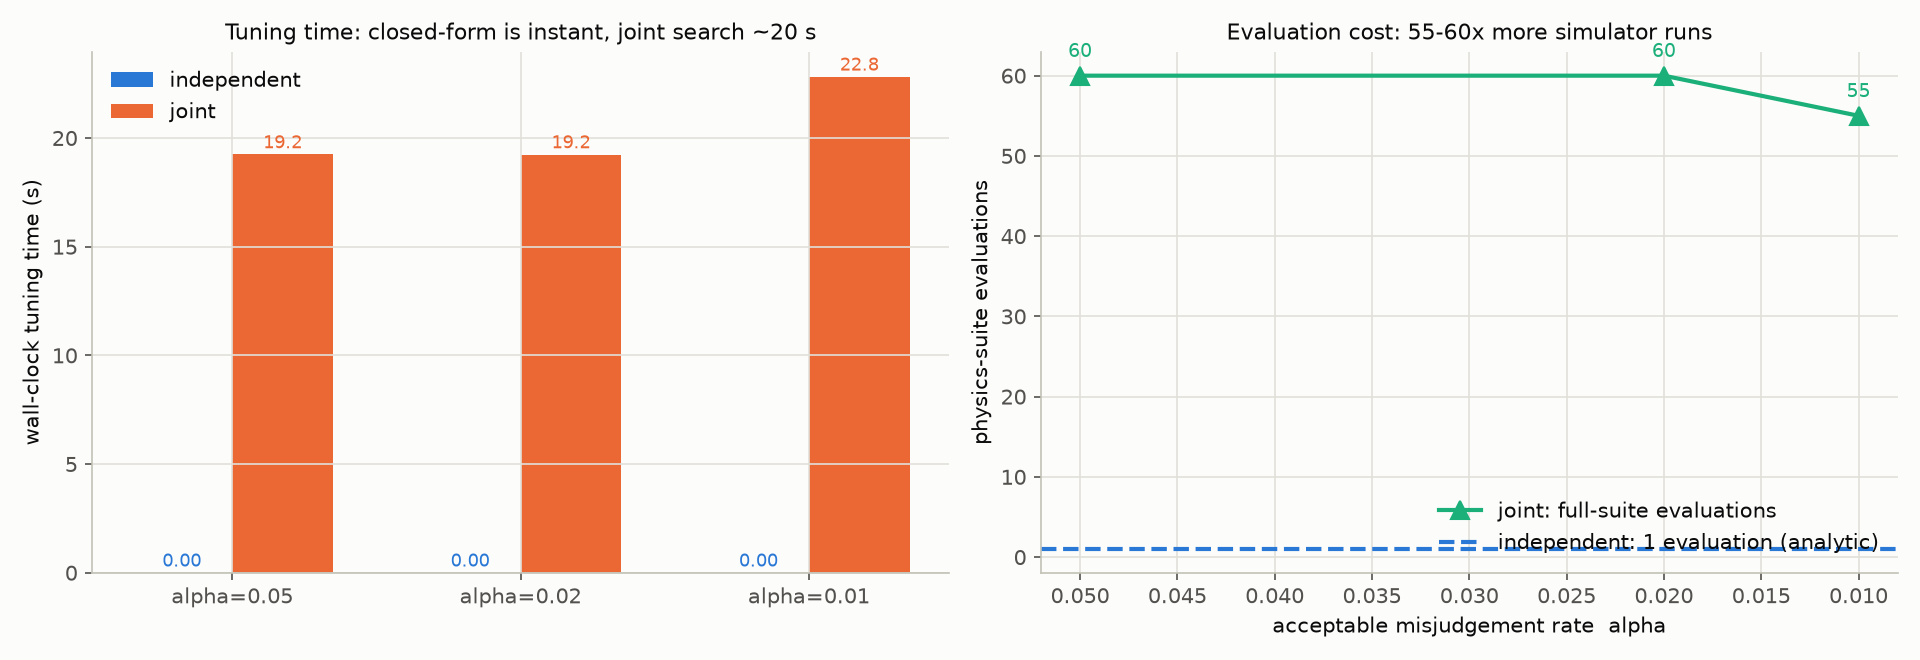 Tuning time: closed-form is instant, joint search ~20 s
wall-clock tuning time (s)
independent
joint
20
15
10
5
0
0.00
19.2
0.00
19.2
0.00
22.8
alpha=0.05
alpha=0.02
alpha=0.01
Evaluation cost: 55-60x more simulator runs
physics-suite evaluations
60
50
40
30
20
10
0
60
60
55
joint: full-suite evaluations
independent: 1 evaluation (analytic)
0.050
0.045
0.040
0.035
0.030
0.025
0.020
0.015
0.010
acceptable misjudgement rate  alpha